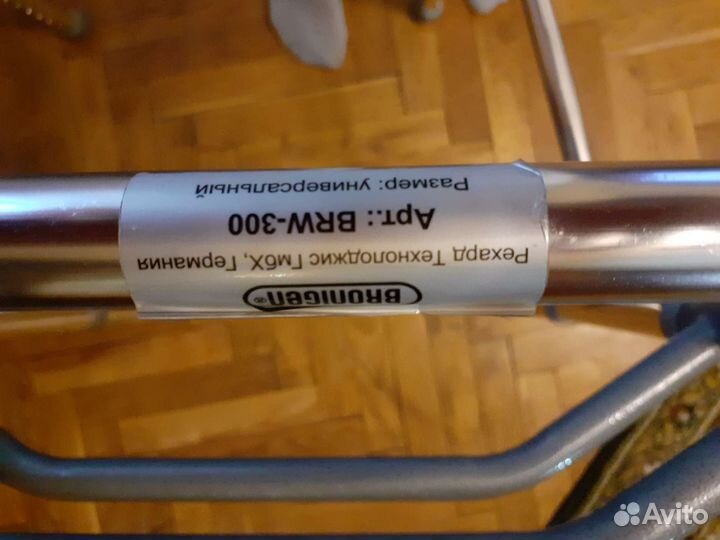 Bronigen®
Рехард Технолоджис ГмбХ, Германия
Арт.: BRW-300
Размер: универсальный
Avito